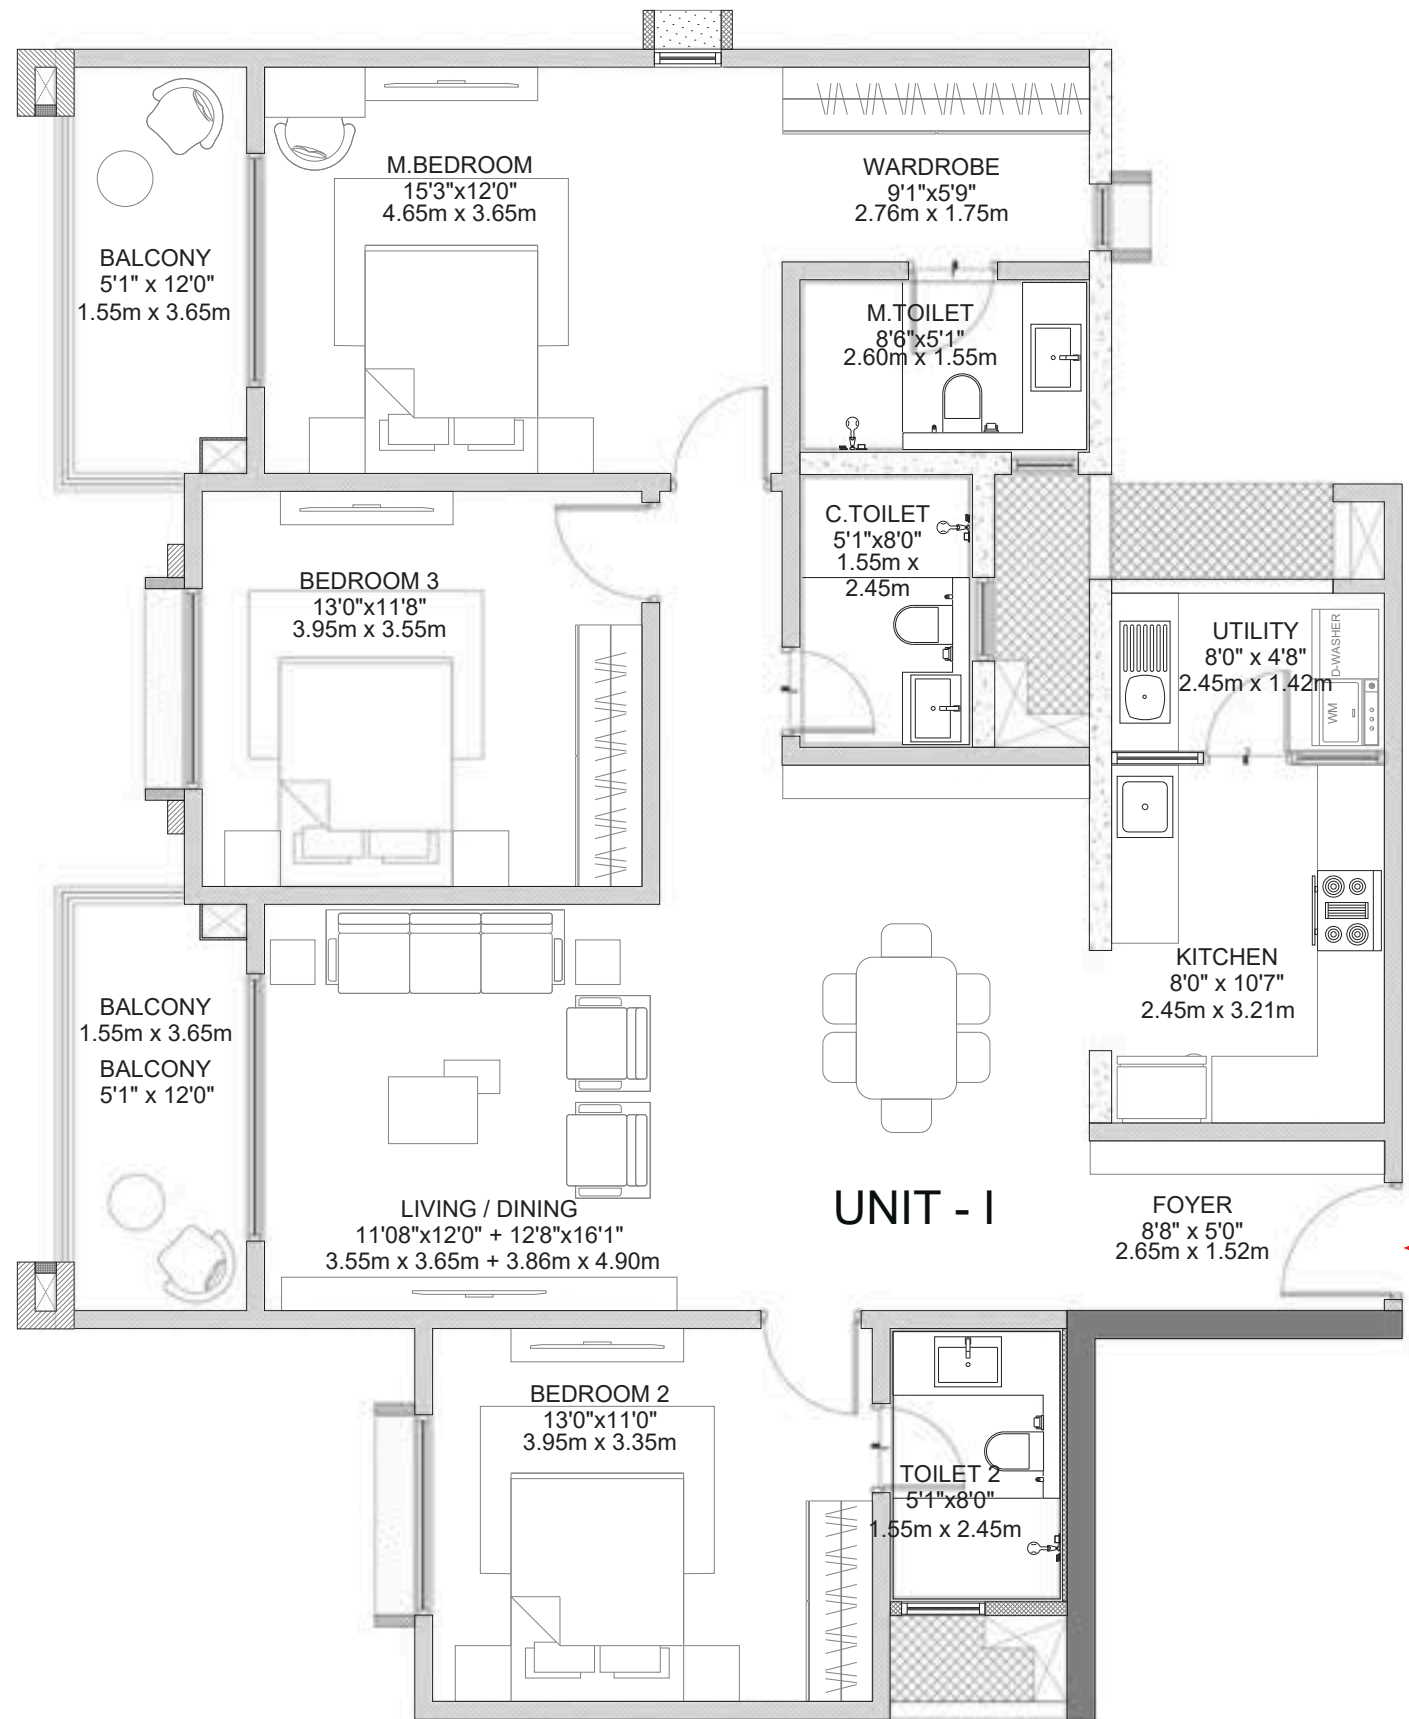 M.BEDROOM
15'3"x12'0"
4.65m x 3.65m
WARDROBE
9'1"x5'9"
2.76m x 1.75m
BALCONY
5'1" x 12'0"
1.55m x 3.65m
M.TOILET
8'6"x5'1"
2.60m x 1.55m
C.TOILET
5'1"x8'0"
1.55m x
2.45m
BEDROOM 3
13'0"x11'8"
3.95m x 3.55m
UTILITY
8'0" x 4'8"
2.45m x 1.42m
D-WASHER
WM
KITCHEN
8'0" x 10'7"
2.45m x 3.21m
BALCONY
1.55m x 3.65m
BALCONY
5'1" x 12'0"
LIVING / DINING
11'08"x12'0" + 12'8"x16'1"
3.55m x 3.65m + 3.86m x 4.90m
UNIT - I
FOYER
8'8" x 5'0"
2.65m x 1.52m
BEDROOM 2
13'0"x11'0"
3.95m x 3.35m
TOILET 2
5'1"x8'0"
1.55m x 2.45m